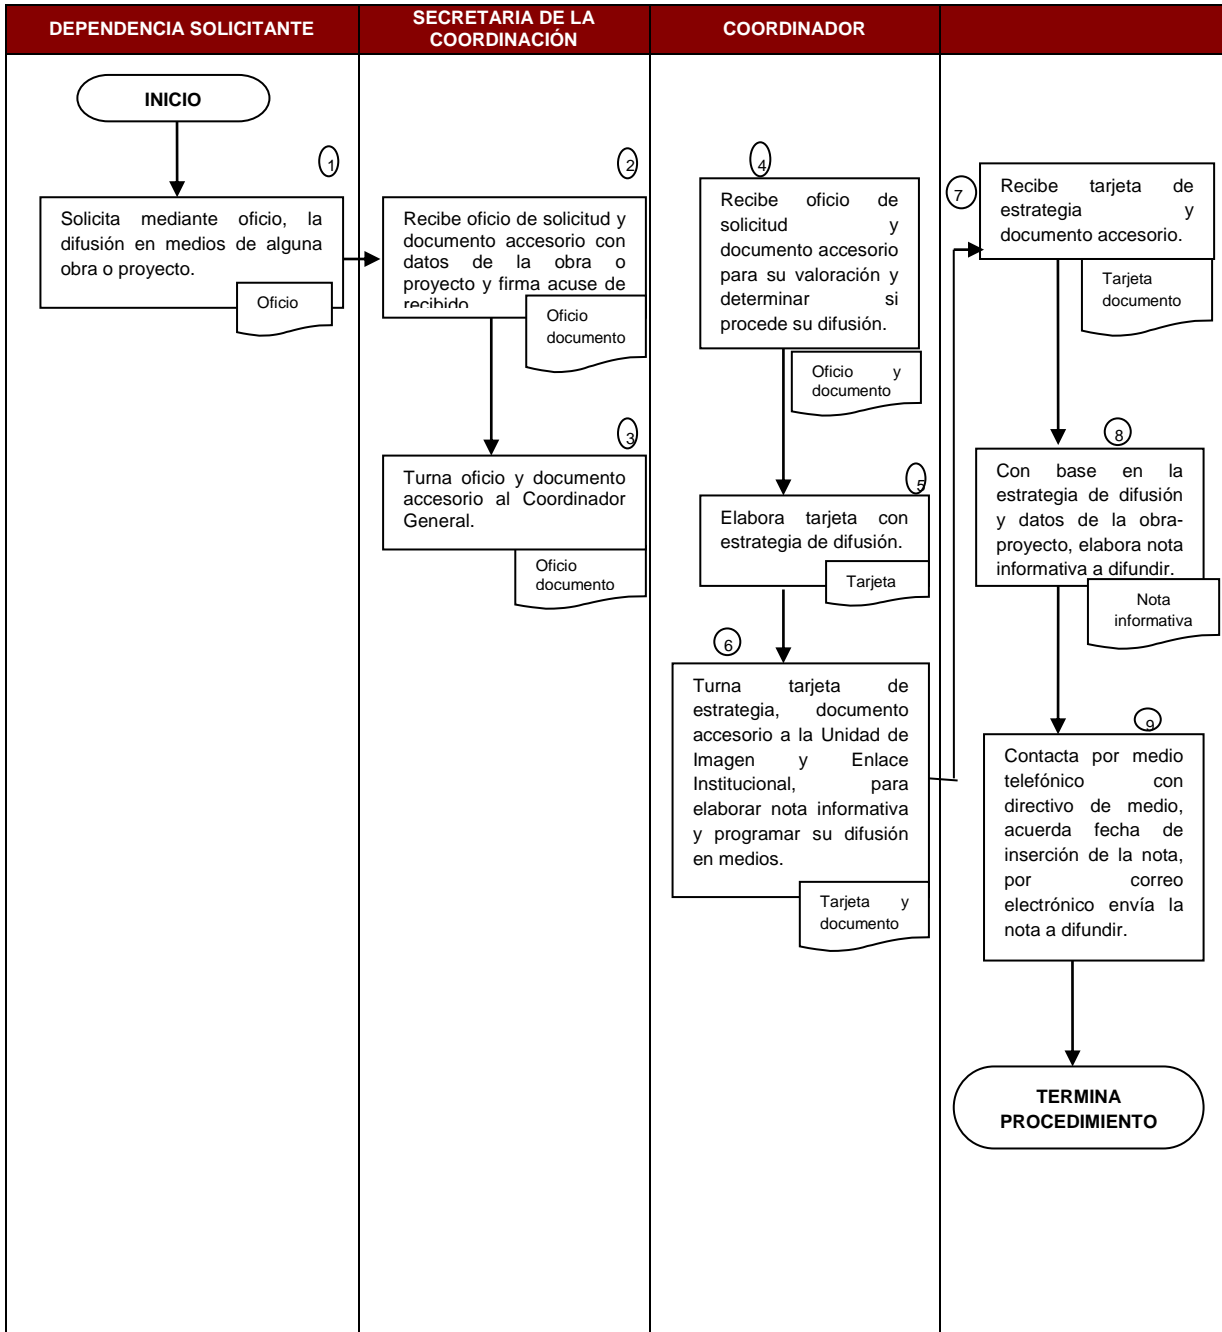 DEPENDENCIA SOLICITANTE
SECRETARIA DE LA
COORDINACIÓN
COORDINADOR
INICIO
1
Solicita mediante oficio, la
difusión en medios de alguna
obra o proyecto.
Oficio
2
Recibe oficio de solicitud y
documento accesorio con
datos de la obra o
proyecto y firma acuse de
recibido
Oficio
documento
3
Turna oficio y documento
accesorio al Coordinador
General.
Oficio
documento
4
Recibe oficio de
solicitud y
documento accesorio
para su valoración y
determinar si
procede su difusión.
Oficio y
documento
5
Elabora tarjeta con
estrategia de difusión.
Tarjeta
6
Turna tarjeta de
estrategia, documento
accesorio a la Unidad de
Imagen y Enlace
Institucional, para
elaborar nota informativa
y programar su difusión
en medios.
Tarjeta y
documento
7
Recibe tarjeta de
estrategia y
documento accesorio.
Tarjeta
documento
8
Con base en la
estrategia de difusión
y datos de la obra-
proyecto, elabora nota
informativa a difundir.
Nota
informativa
9
Contacta por medio
telefónico con
directivo de medio,
acuerda fecha de
inserción de la nota,
por correo
electrónico envía la
nota a difundir.
TERMINA
PROCEDIMIENTO